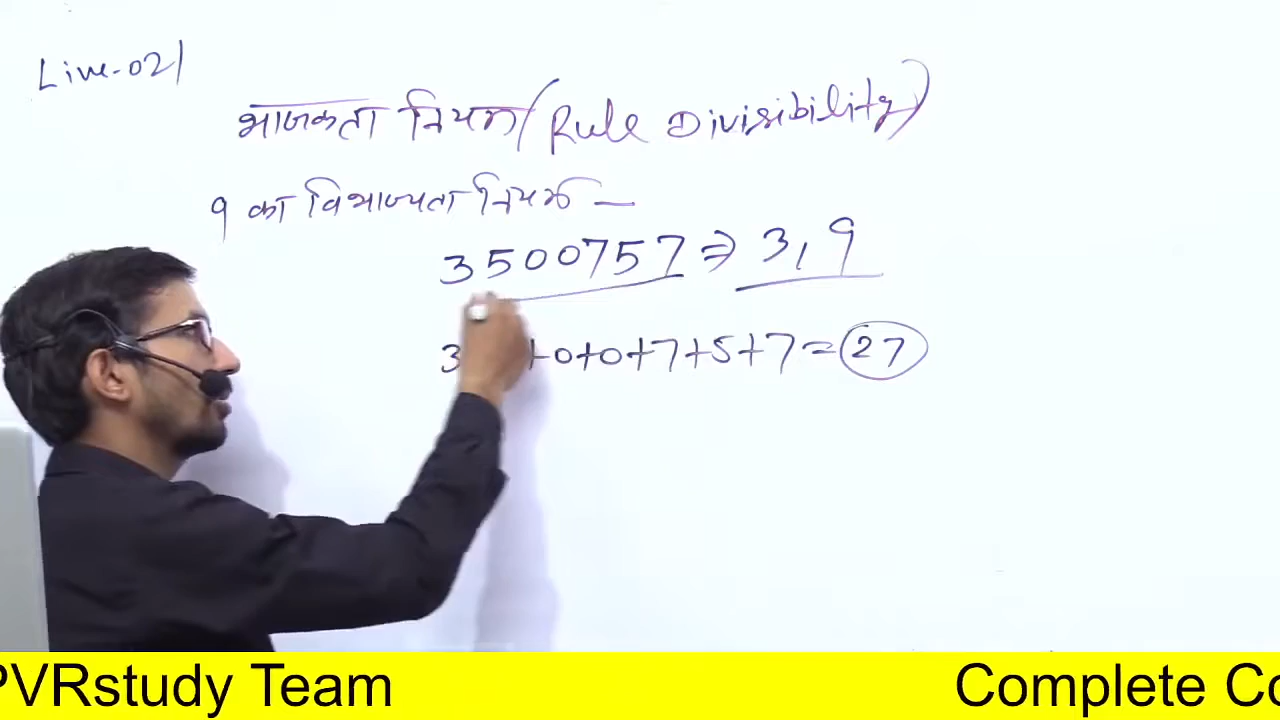 Live-02
भाजकता नियम (Rule Divisibility)
9 का विभाज्यता नियम —
3500757 ⇒ 3, 9
3 +0+0+7+5+7=27
PVRstudy Team Complete Co